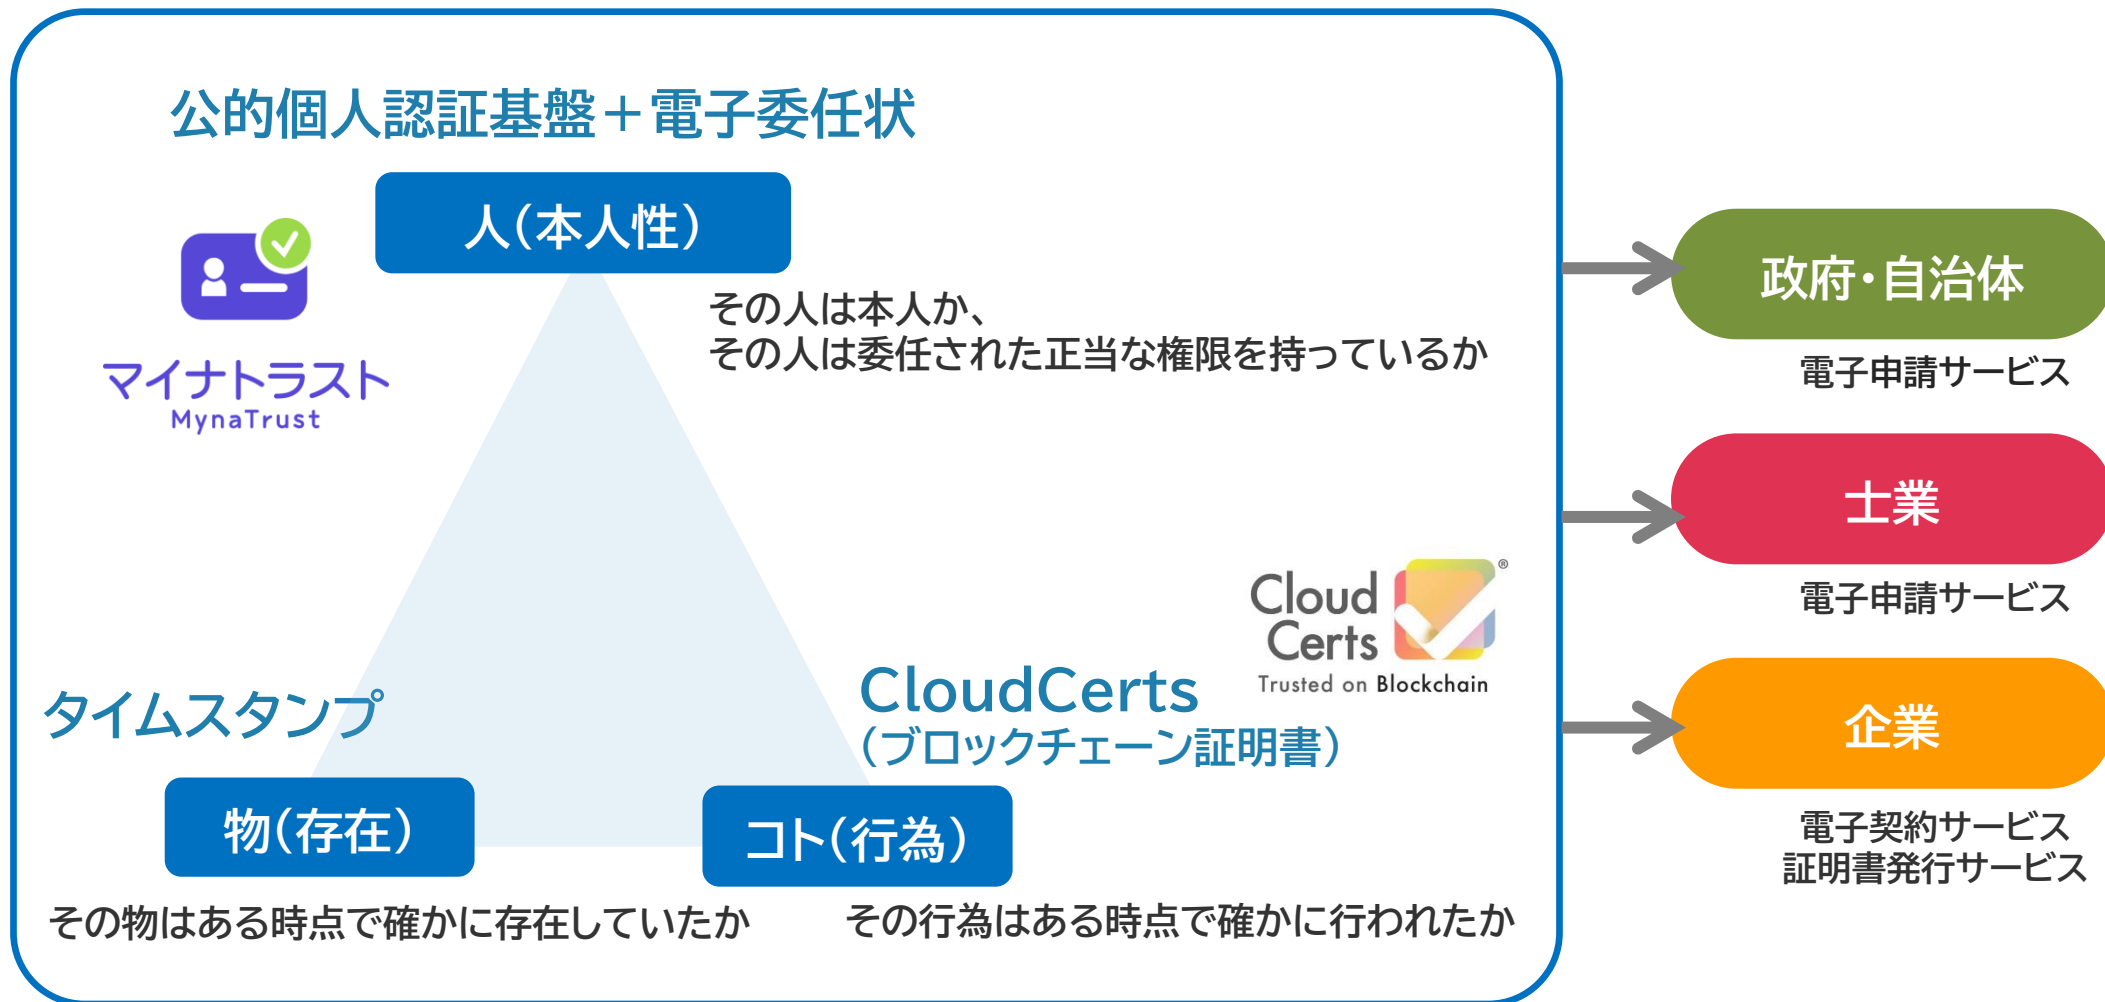 公的個人認証基盤＋電子委任状
人(本人性)
マイナトラスト
MynaTrust
その人は本人か、
その人は委任された正当な権限を持っているか
タイムスタンプ
物(存在)
その物はある時点で確かに存在していたか
Cloud
Certs
®
Trusted on Blockchain
CloudCerts
(ブロックチェーン証明書)
コト(行為)
その行為はある時点で確かに行われたか
政府・自治体
電子申請サービス
士業
電子申請サービス
企業
電子契約サービス
証明書発行サービス